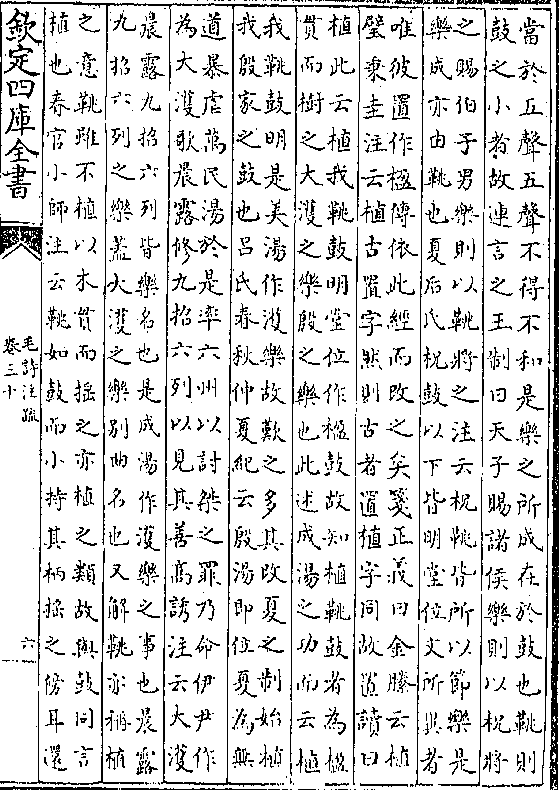 當於五聲五聲不得不和是樂之所成在於鼓也鞉則
鼓之小者故連言之王制曰天子賜諸侯樂則以柷將
之賜伯子男樂則以鞉將之注云柷鞉皆所以節樂是
樂成亦由鞉也夏后氏柷鼓以下皆明堂位文所異者
唯彼置作楹傳依此經而改之矣箋正義曰金縢云植
璧秉圭注云植古置字然則古者置植字同故置讀曰
植此云植我鞉鼓明堂位作楹鼓故知植鞉鼓者為楹
貫而樹之大濩之樂殷之樂也此述成湯之功而云植
我鞉鼓明是美湯作濩樂故歎之多其改夏之制始植
我殷家之鼓也呂氏春秋仲夏紀云殷湯即位夏為無
道暴虐萬民湯於是率六州以討桀之罪乃命伊尹作
為大濩歌晨露修九招六列以見其善高誘注云大濩
晨露九招六列皆樂名也是成湯作濩樂之事也晨露
九招六列之樂蓋大濩之樂別曲名也又解鞉亦稱植
之意鞉雖不植以木貫而搖之亦植之類故與鼓同言
植也春官小師注云鞉如鼓而小持其柄搖之傍耳還
欽定四庫全書
毛詩注疏
卷三十
六